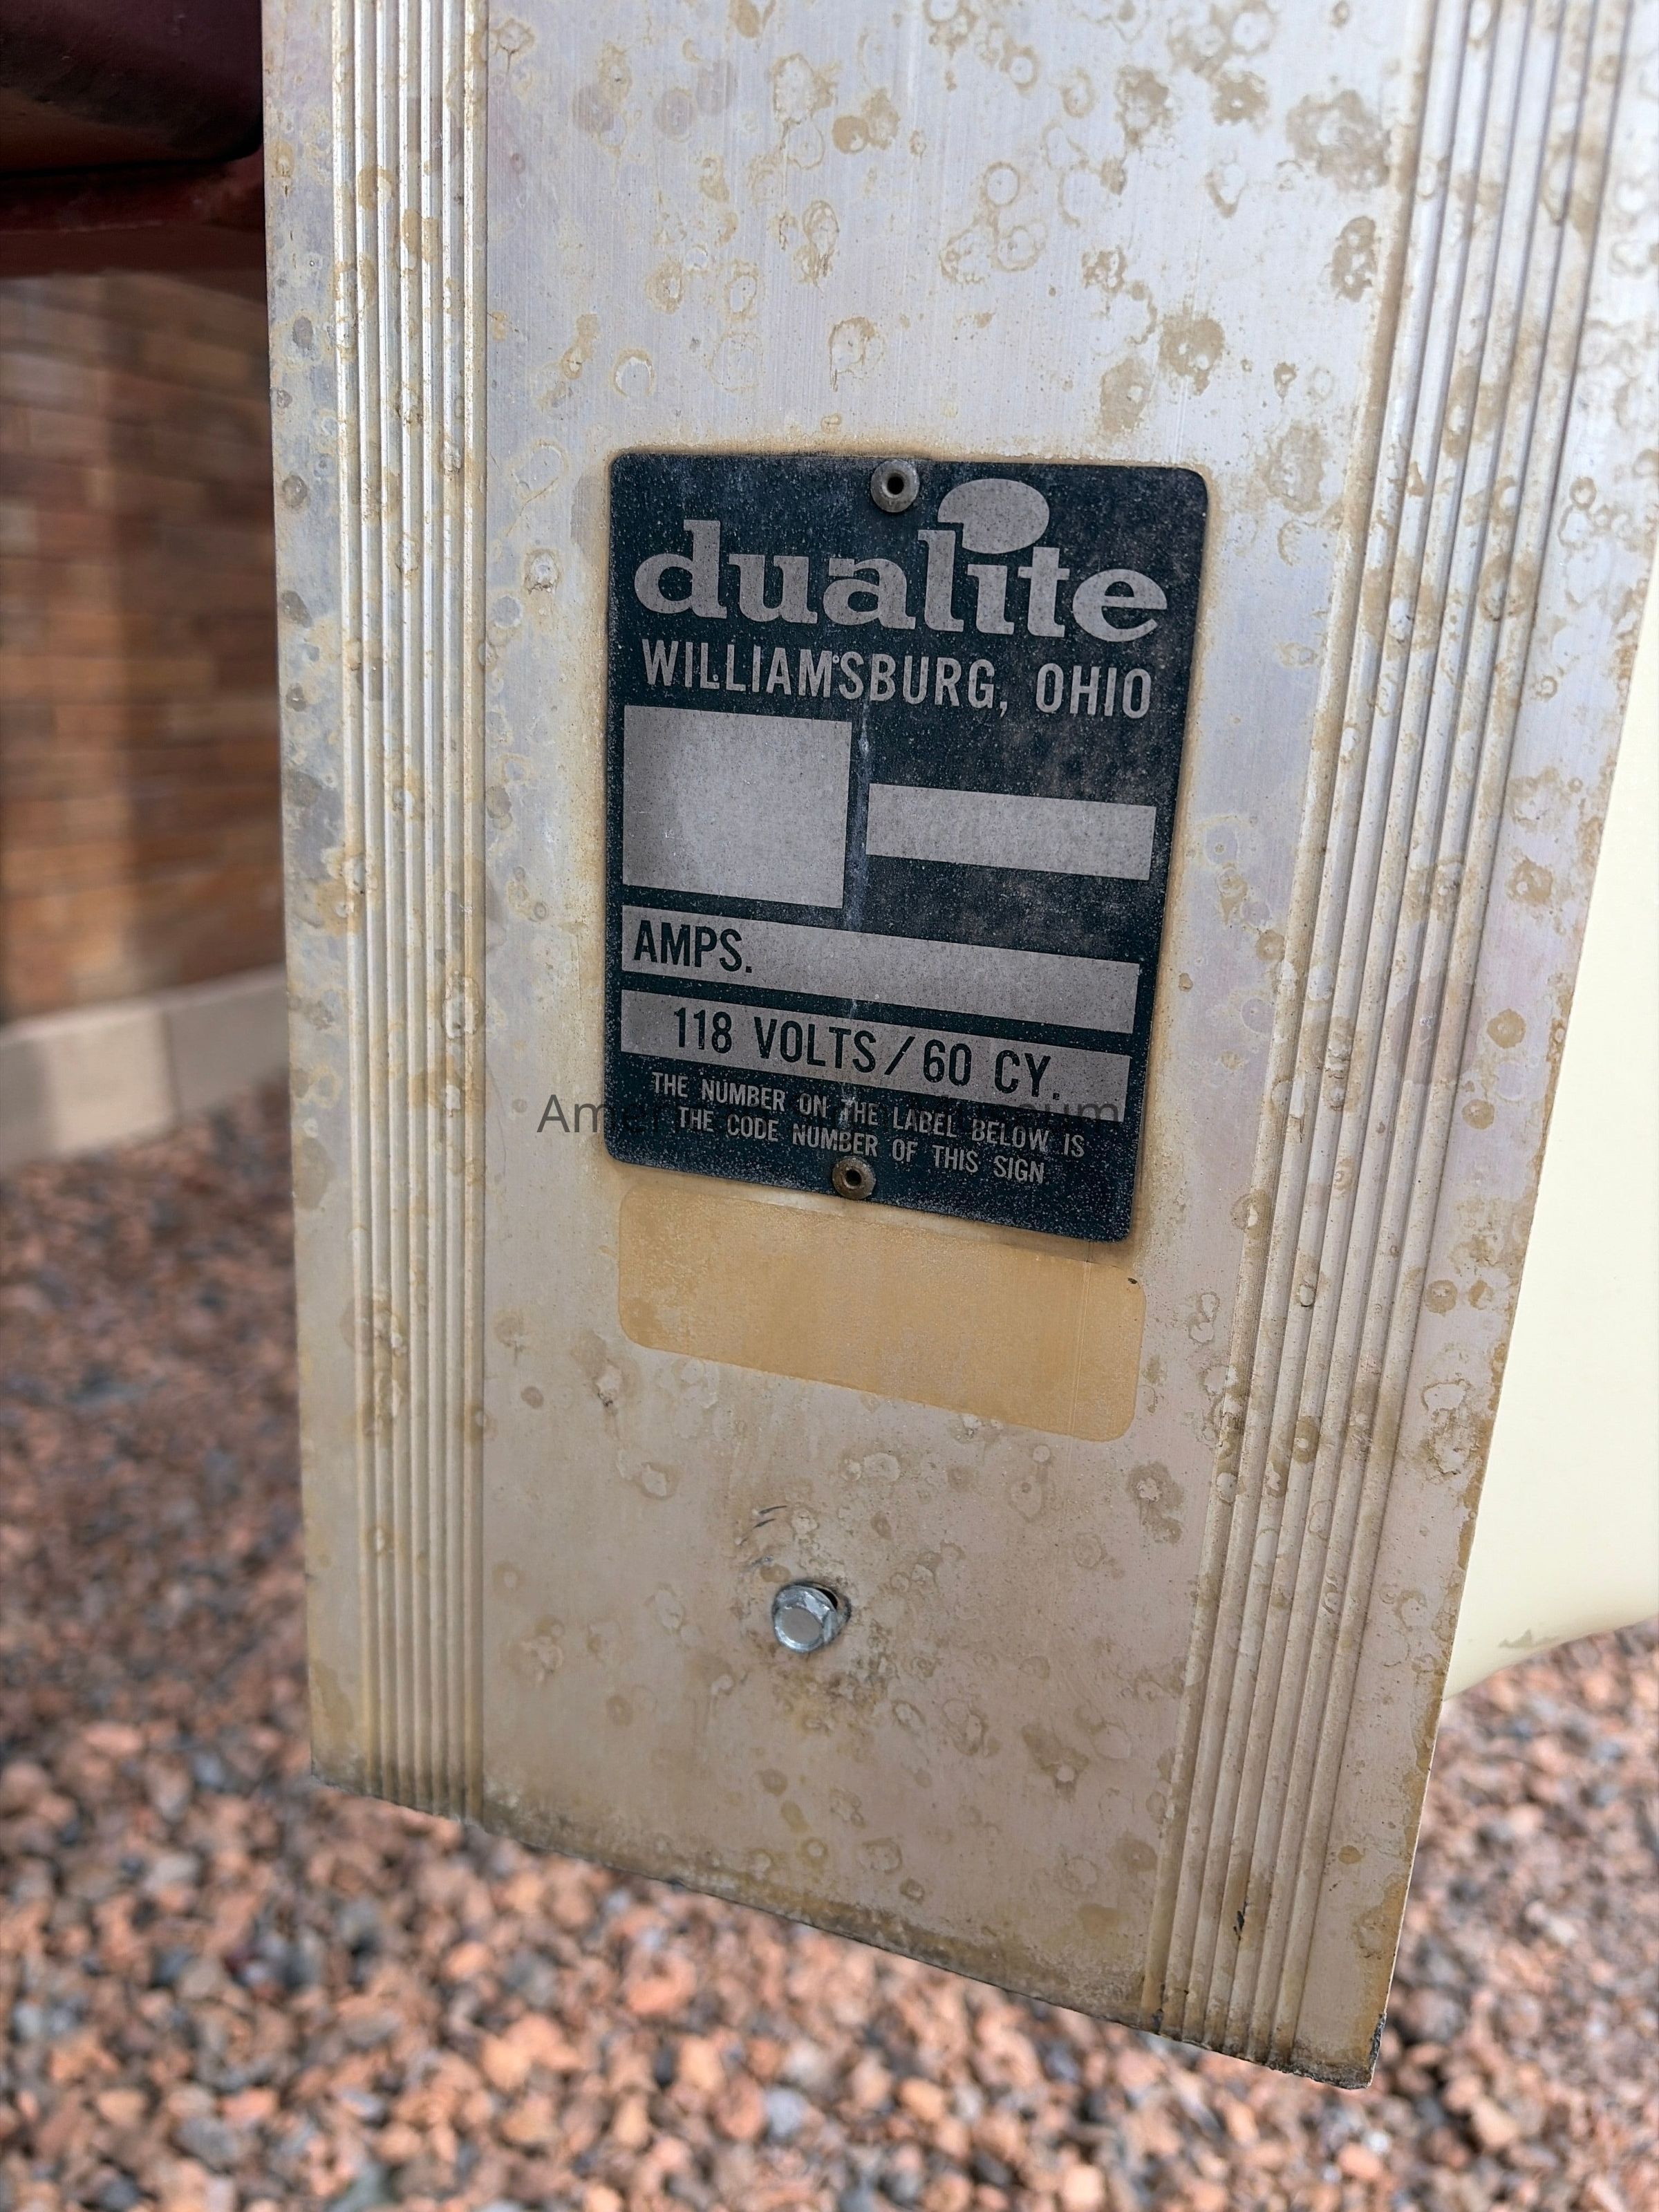 dualite
WILLIAMSBURG, OHIO
AMPS.
118 VOLTS/60 CY.
THE NUMBER ON THE LABEL BELOW IS
THE CODE NUMBER OF THIS SIGN